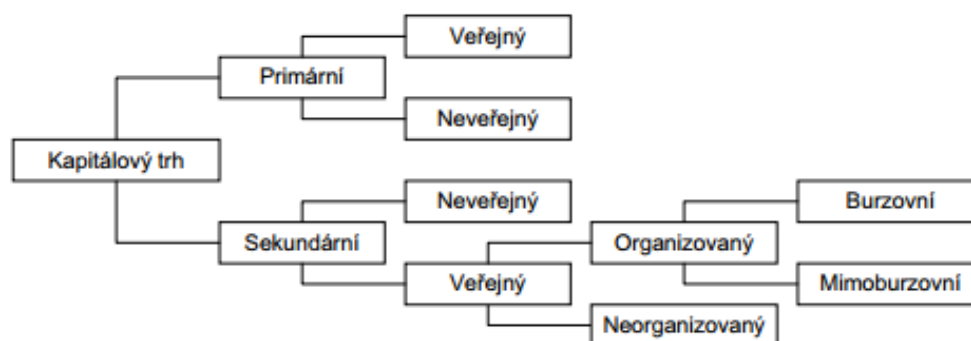 Veřejný
Primární
Neveřejný
Kapitálový trh
Neveřejný
Burzovní
Sekundární
Organizovaný
Veřejný
Mimoburzovní
Neorganizovaný